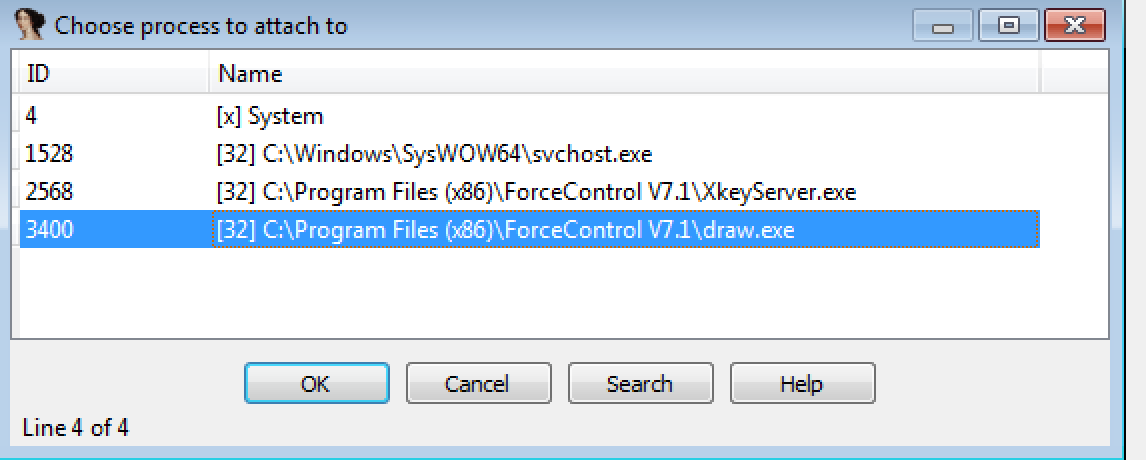 Choose process to attach to
ID Name
4 [x] System
1528 [32] C:\Windows\SysWOW64\svchost.exe
2568 [32] C:\Program Files (x86)\ForceControl V7.1\XkeyServer.exe
3400 [32] C:\Program Files (x86)\ForceControl V7.1\draw.exe
OK Cancel Search Help
Line 4 of 4